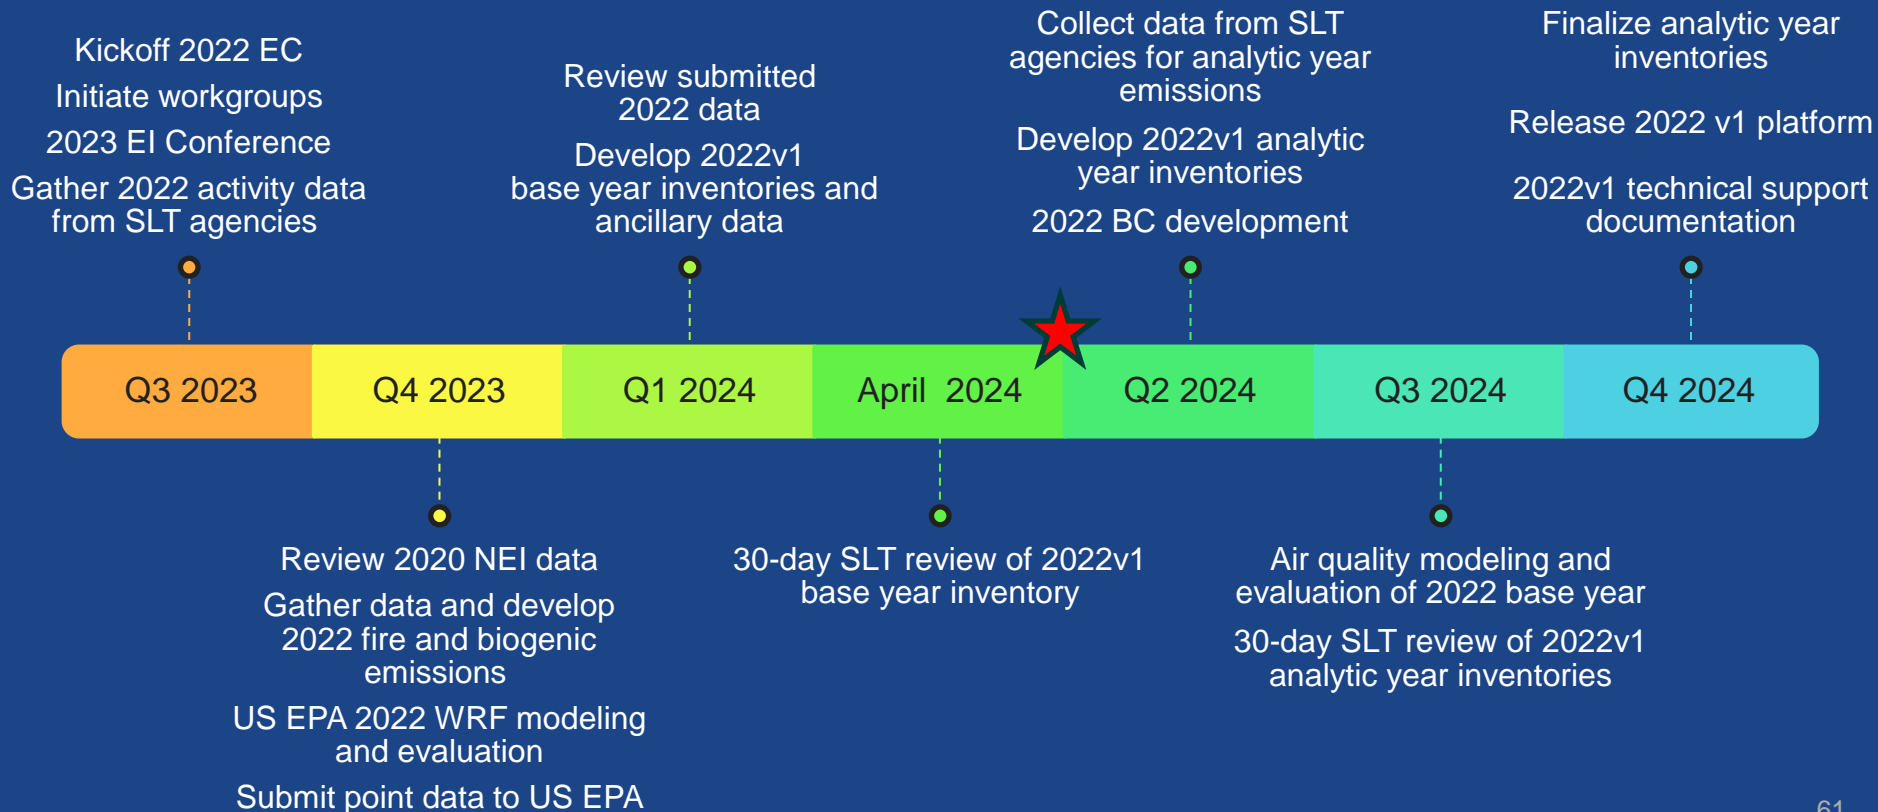 Kickoff 2022 EC
Initiate workgroups
2023 EI Conference
Gather 2022 activity data
from SLT agencies
Review submitted
2022 data
Develop 2022v1
base year inventories and
ancillary data
Collect data from SLT
agencies for analytic year
emissions
Develop 2022v1 analytic
year inventories
2022 BC development
Finalize analytic year
inventories
Release 2022 v1 platform
2022v1 technical support
documentation
Q3 2023
Q4 2023
Q1 2024
April 2024
Q2 2024
Q3 2024
Q4 2024
Review 2020 NEI data
Gather data and develop
2022 fire and biogenic
emissions
US EPA 2022 WRF modeling
and evaluation
Submit point data to US EPA
30-day SLT review of 2022v1
base year inventory
Air quality modeling and
evaluation of 2022 base year
30-day SLT review of 2022v1
analytic year inventories
61